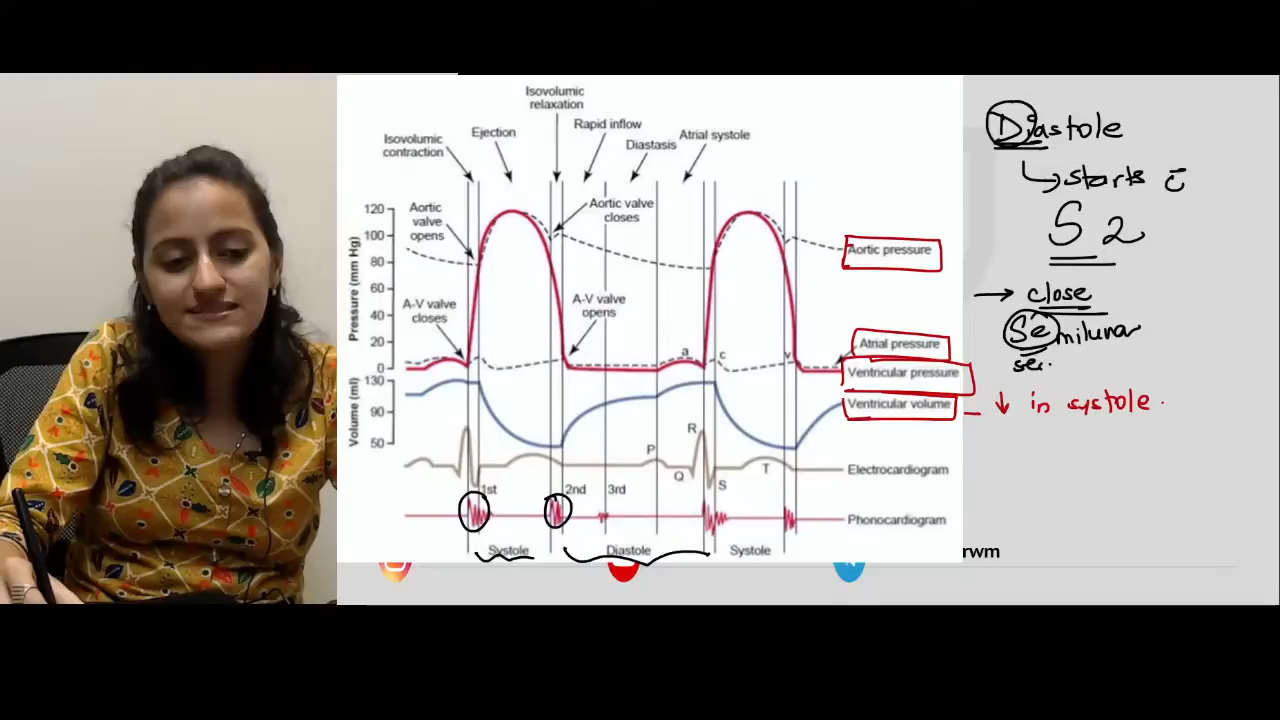 Isovolumic
relaxation
Ejection
Rapid inflow
Isovolumic
contraction
Diastasis
Atrial systole
Aortic
valve
opens
Aortic valve
closes
A-V valve
closes
A-V valve
opens
Pressure (mm Hg)
120
100
80
60
40
20
0
Volume (ml)
130
90
50
a
c
v
Aortic pressure
Atrial pressure
Ventricular pressure
Ventricular volume
R
P
Q
S
T
Electrocardiogram
1st
2nd
3rd
Phonocardiogram
Systole
Diastole
Systole
rwm
Diastole
starts c̄
S2
→ close
Semilunar
↓ in systole.